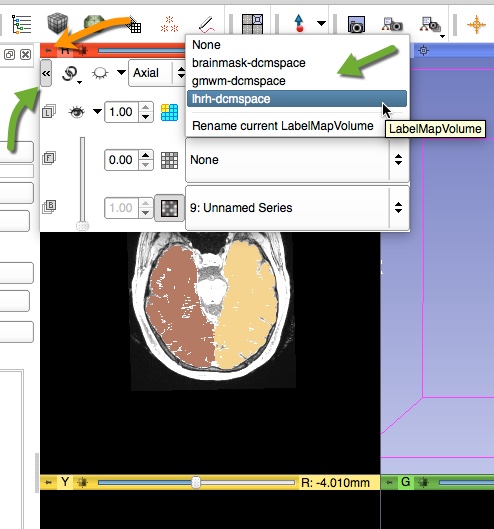 None
brainmask-dcmspace
gmwm-dcmspace
lhrh-dcmspace
Rename current LabelMapVolume
LabelMapVolume
Axial
L
1.00
F
0.00
None
B
1.00
9: Unnamed Series
Y
R: -4.010mm
G